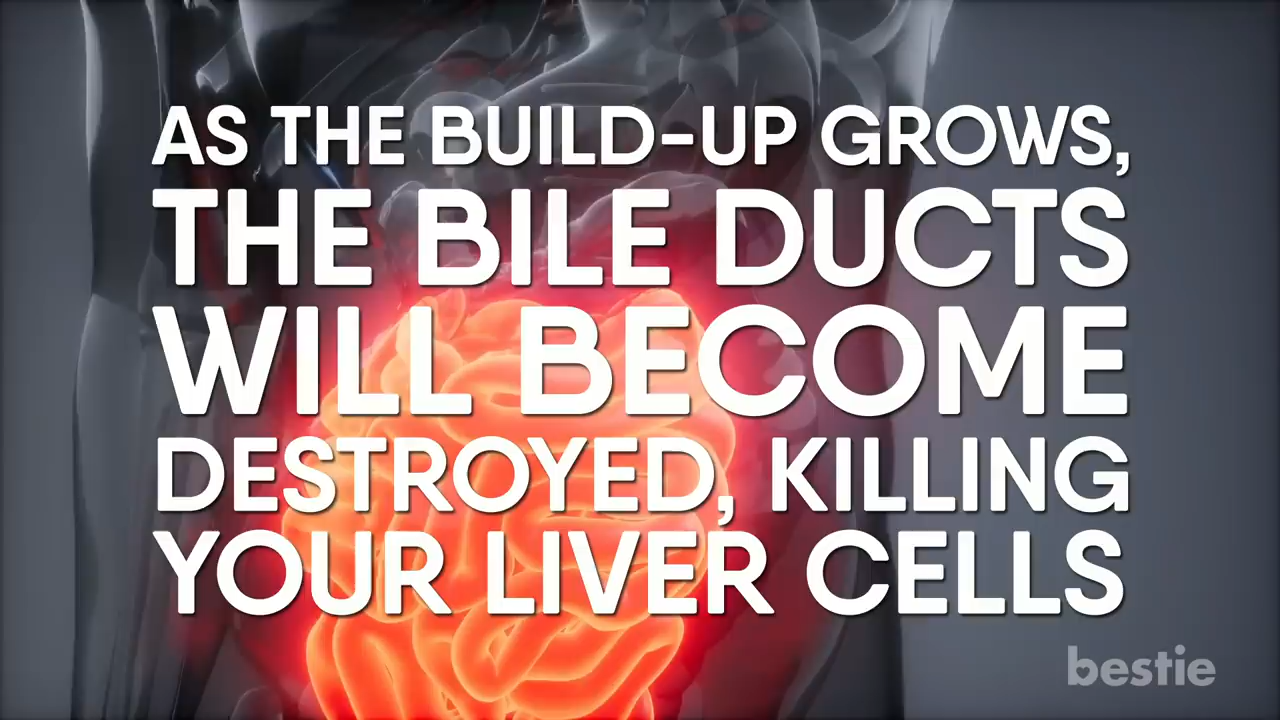 AS THE BUILD-UP GROWS,
THE BILE DUCTS
WILL BECOME
DESTROYED, KILLING
YOUR LIVER CELLS
bestie